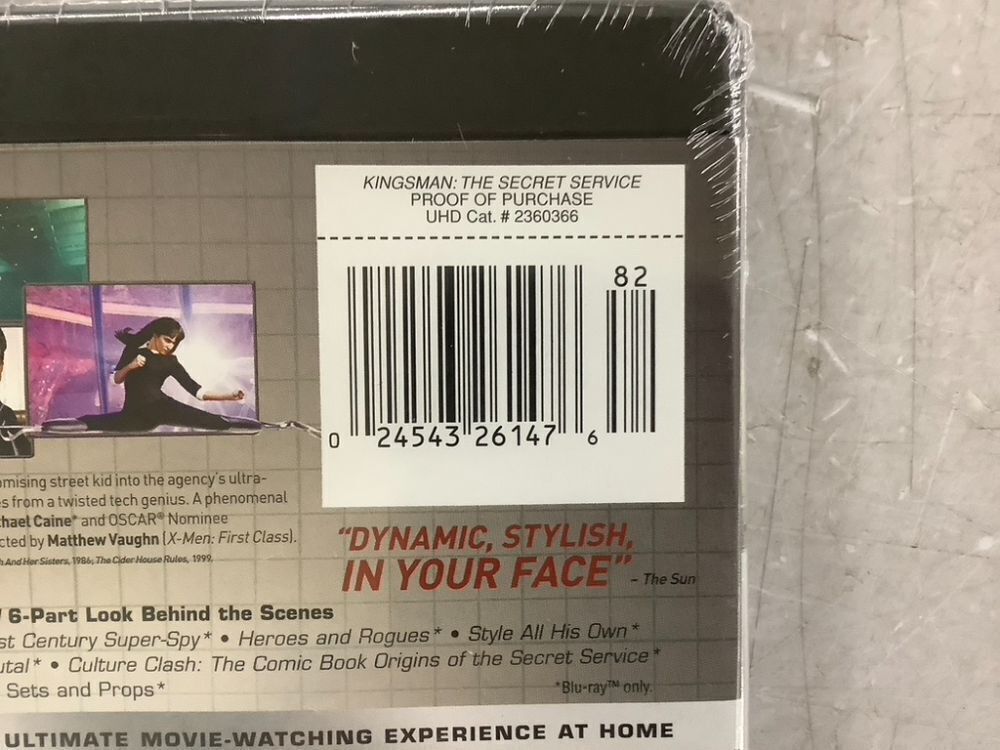 KINGSMAN: THE SECRET SERVICE
PROOF OF PURCHASE
UHD Cat. # 2360366
82
0 24543 26147 6
omising street kid into the agency's ultra-
es from a twisted tech genius. A phenomenal
chael Caine* and OSCAR® Nominee
cted by Matthew Vaughn (X-Men: First Class).
h And Her Sisters, 1986; The Cider House Rules, 1999.
"DYNAMIC, STYLISH,
IN YOUR FACE" – The Sun
6-Part Look Behind the Scenes
st Century Super-Spy* • Heroes and Rogues* • Style All His Own*
utal* • Culture Clash: The Comic Book Origins of the Secret Service*
Sets and Props*
*Blu-ray™ only.
ULTIMATE MOVIE-WATCHING EXPERIENCE AT HOME